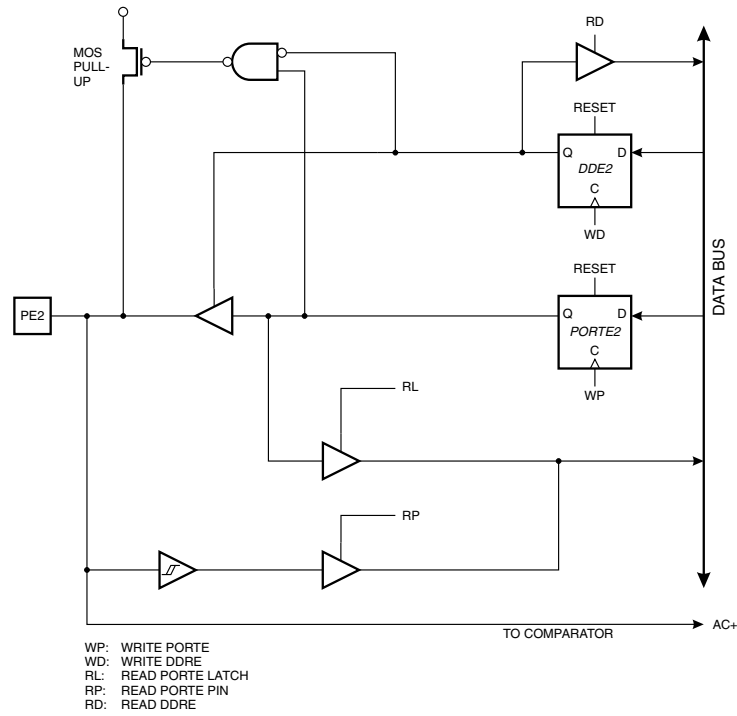 RD
MOS
PULL-
UP
RESET
Q D
DDE2
C
WD
DATA BUS
RESET
PE2
Q D
PORTE2
C
WP
RL
RP
TO COMPARATOR
AC+
WP: WRITE PORTE
WD: WRITE DDRE
RL: READ PORTE LATCH
RP: READ PORTE PIN
RD: READ DDRE